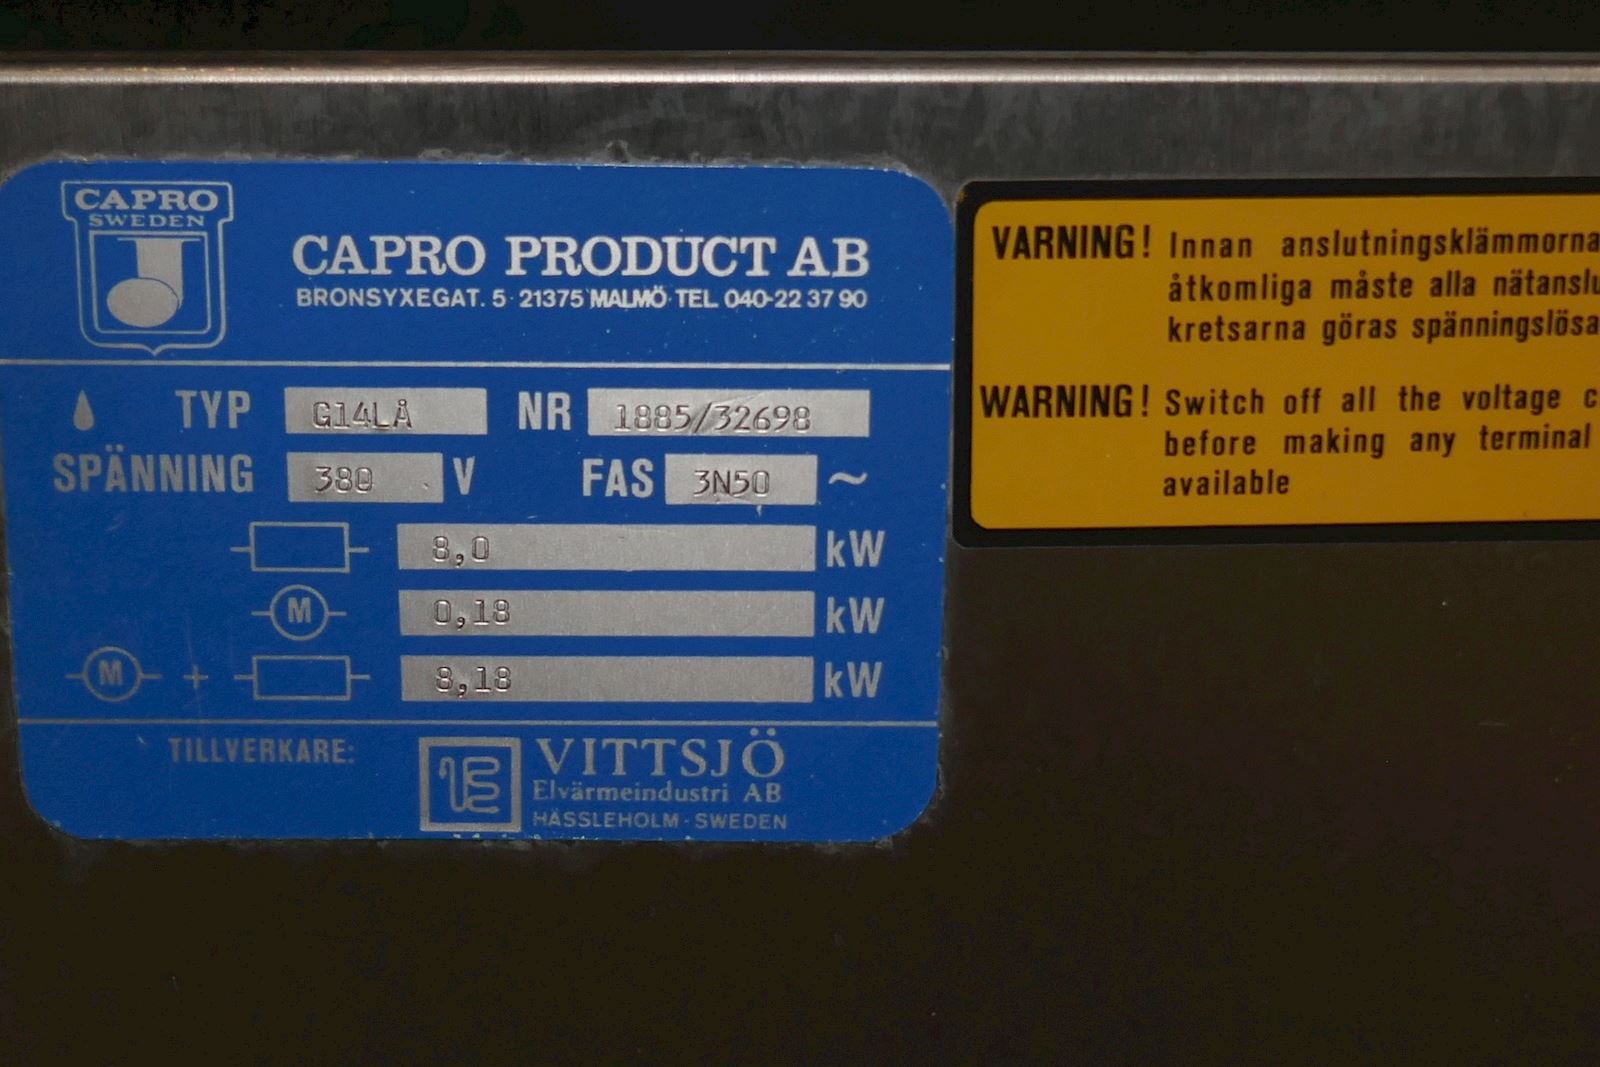 CAPRO
SWEDEN
CAPRO PRODUCT AB
BRONSYXEGAT. 5 · 21375 MALMÖ · TEL 040-22 37 90
TYP G14LÅ NR 1885/32698
SPÄNNING 380 V FAS 3N50 ~
8,0 kW
M 0,18 kW
M + 8,18 kW
TILLVERKARE:
VITTSJÖ
Elvärmeindustri AB
HÄSSLEHOLM - SWEDEN
VARNING! Innan anslutningsklämmorna
åtkomliga måste alla nätanslu
kretsarna göras spänningslösa
WARNING! Switch off all the voltage c
before making any terminal
available